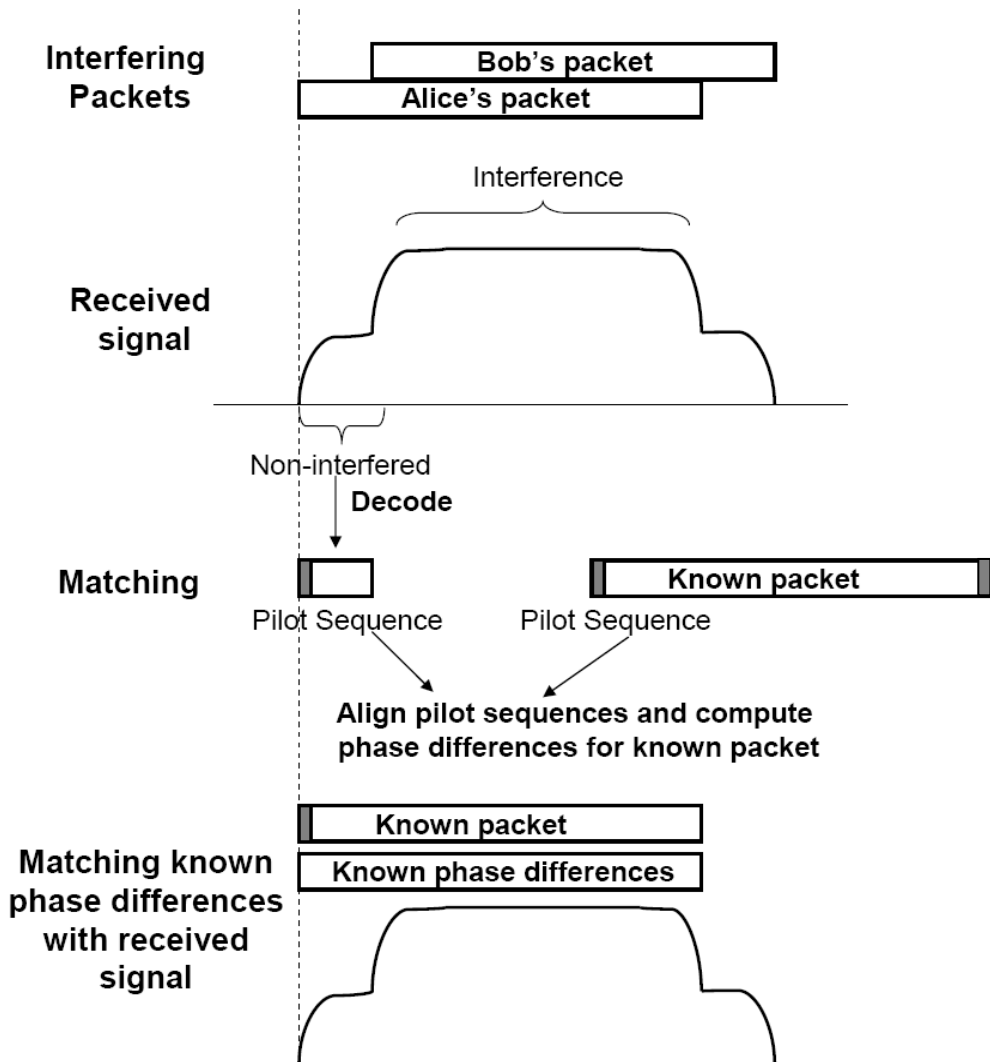 Interfering
Packets
Bob's packet
Alice's packet
Interference
Received
signal
Non-interfered
Decode
Matching
Known packet
Pilot Sequence
Pilot Sequence
Align pilot sequences and compute
phase differences for known packet
Known packet
Matching known
phase differences
with received
signal
Known phase differences